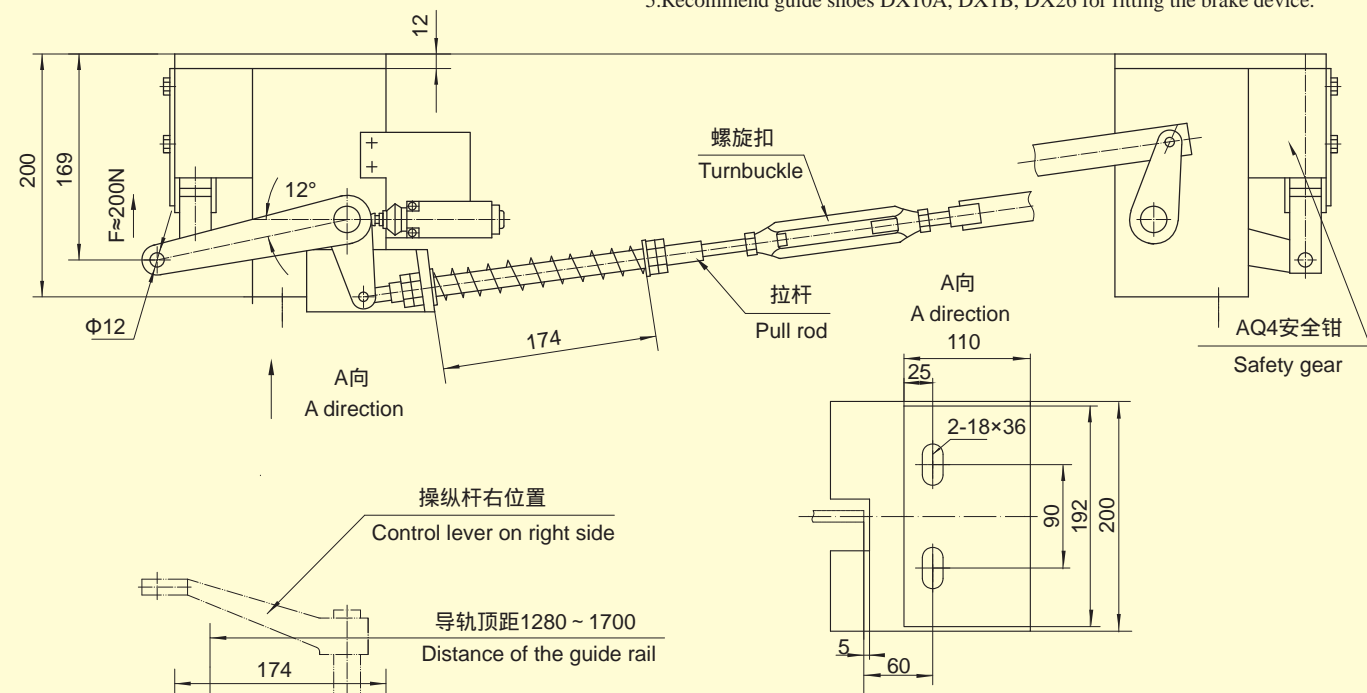 5.Recommend guide shoes DX10A, DX1B, DX26 for fitting the brake device.
12
200
169
F≈200N
12°
Φ12
螺旋扣
Turnbuckle
拉杆
Pull rod
174
A向
A direction
A向
A direction
AQ4安全钳
Safety gear
110
25
2-18×36
90
192
200
5
60
操纵杆右位置
Control lever on right side
导轨顶距1280 ~ 1700
Distance of the guide rail
174